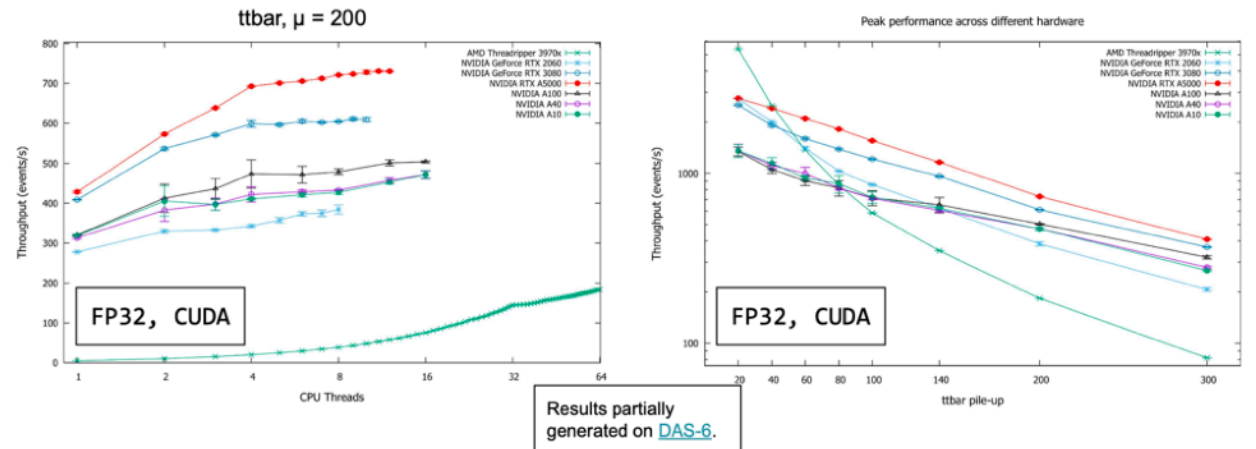 ttbar, μ = 200
Throughput (events/s)
800
700
600
500
400
300
200
100
0
AMD Threadripper 3970x
NVIDIA GeForce RTX 2060
NVIDIA GeForce RTX 3080
NVIDIA RTX A5000
NVIDIA A100
NVIDIA A40
NVIDIA A10
FP32, CUDA
1 2 4 8 16 32 64
CPU Threads
Peak performance across different hardware
Throughput (events/s)
1000
100
AMD Threadripper 3970x
NVIDIA GeForce RTX 2060
NVIDIA GeForce RTX 3080
NVIDIA RTX A5000
NVIDIA A100
NVIDIA A40
NVIDIA A10
FP32, CUDA
20 40 60 80 100 140 200 300
ttbar pile-up
Results partially
generated on DAS-6.